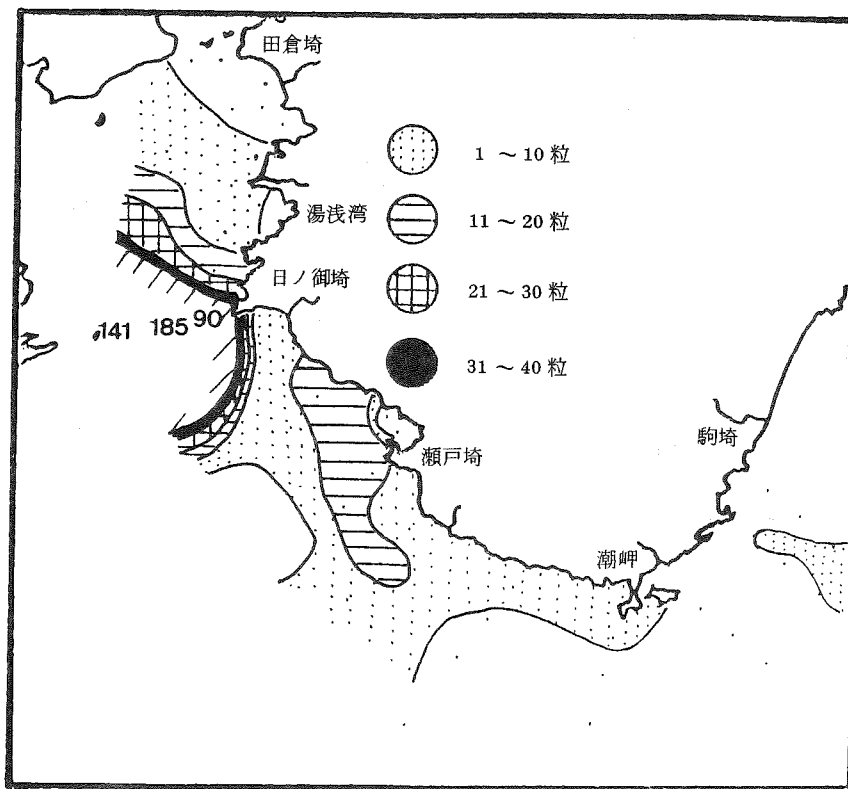 田倉埼
1 ～ 10 粒
11 ～ 20 粒
湯浅湾
日ノ御埼
21 ～ 30 粒
141 185 90
31 ～ 40 粒
駒埼
瀬戸埼
潮岬